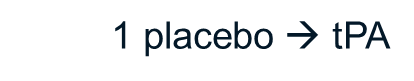 1 placebo → tPA